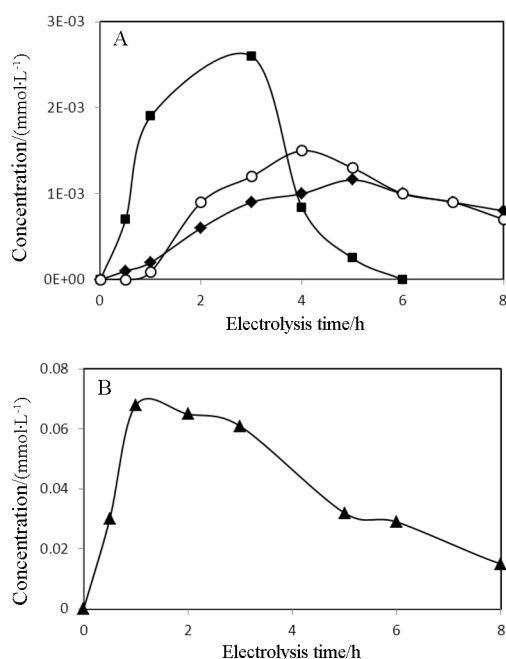 A
Concentration/(mmol·L⁻¹)
3E-03
2E-03
1E-03
0E+00
0 2 4 6 8
Electrolysis time/h
B
Concentration/(mmol·L⁻¹)
0.08
0.06
0.04
0.02
0
0 2 4 6 8
Electrolysis time/h